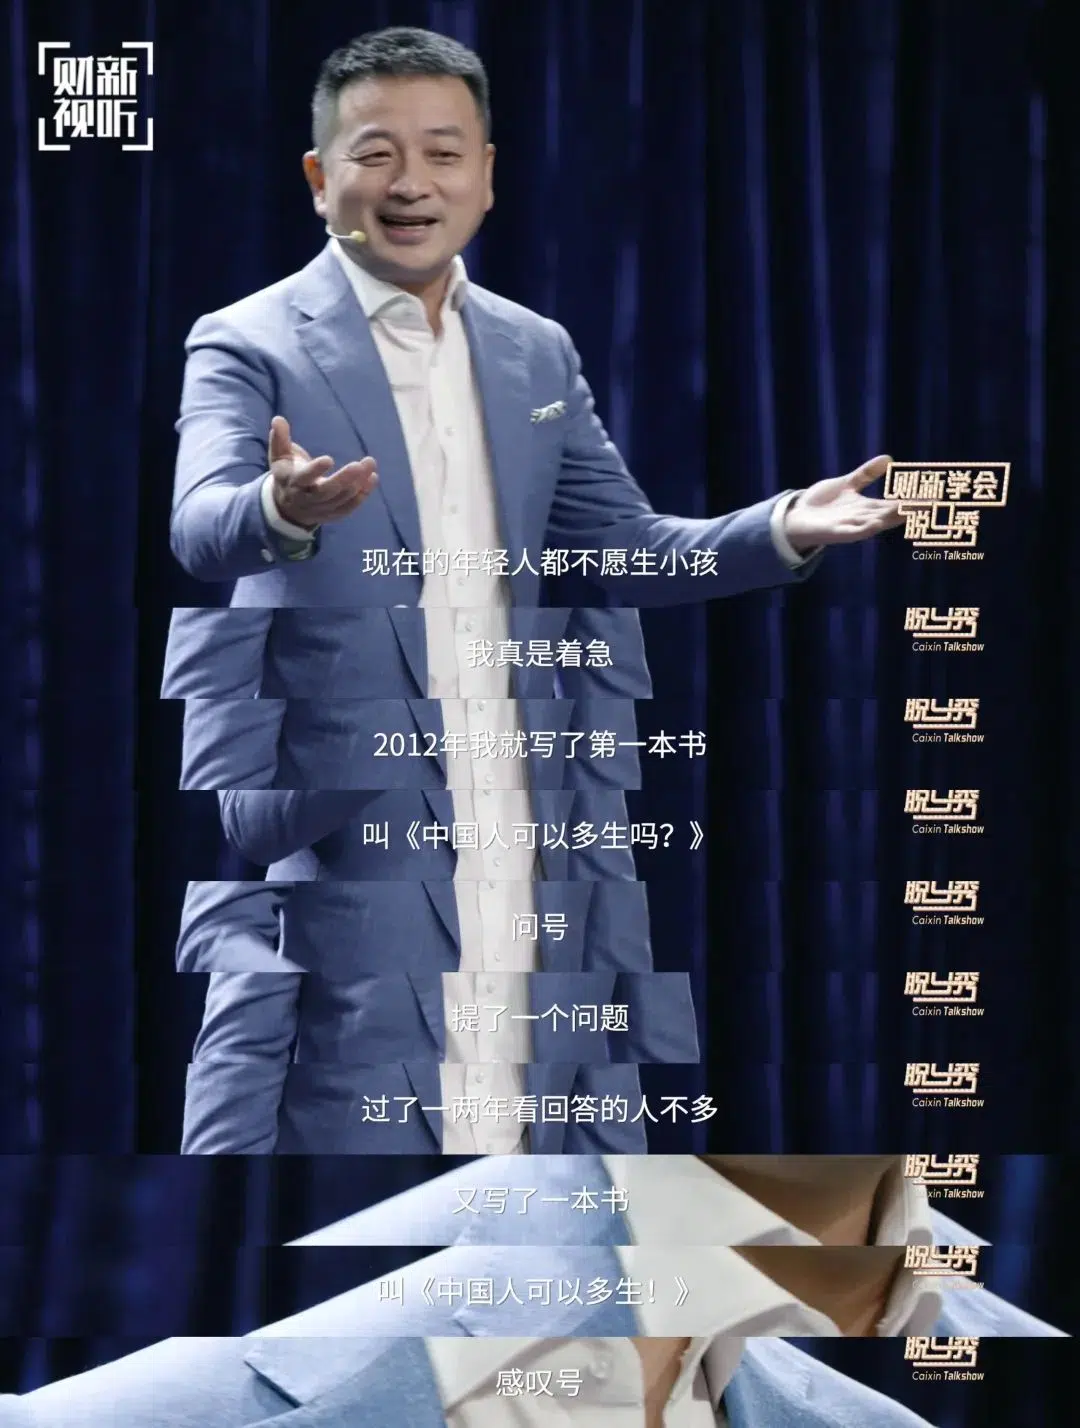 财新
视听
财新学会
脱口秀
Caixin Talkshow
现在的年轻人都不愿生小孩
脱口秀
Caixin Talkshow
我真是着急
脱口秀
Caixin Talkshow
2012年我就写了第一本书
脱口秀
Caixin Talkshow
叫《中国人可以多生吗？》
脱口秀
Caixin Talkshow
问号
脱口秀
Caixin Talkshow
提了一个问题
脱口秀
Caixin Talkshow
过了一两年看回答的人不多
脱口秀
xin Talkshow
又写了一本书
脱口秀
叫《中国人可以多生！》
脱口秀
Caixin Talkshow
感叹号